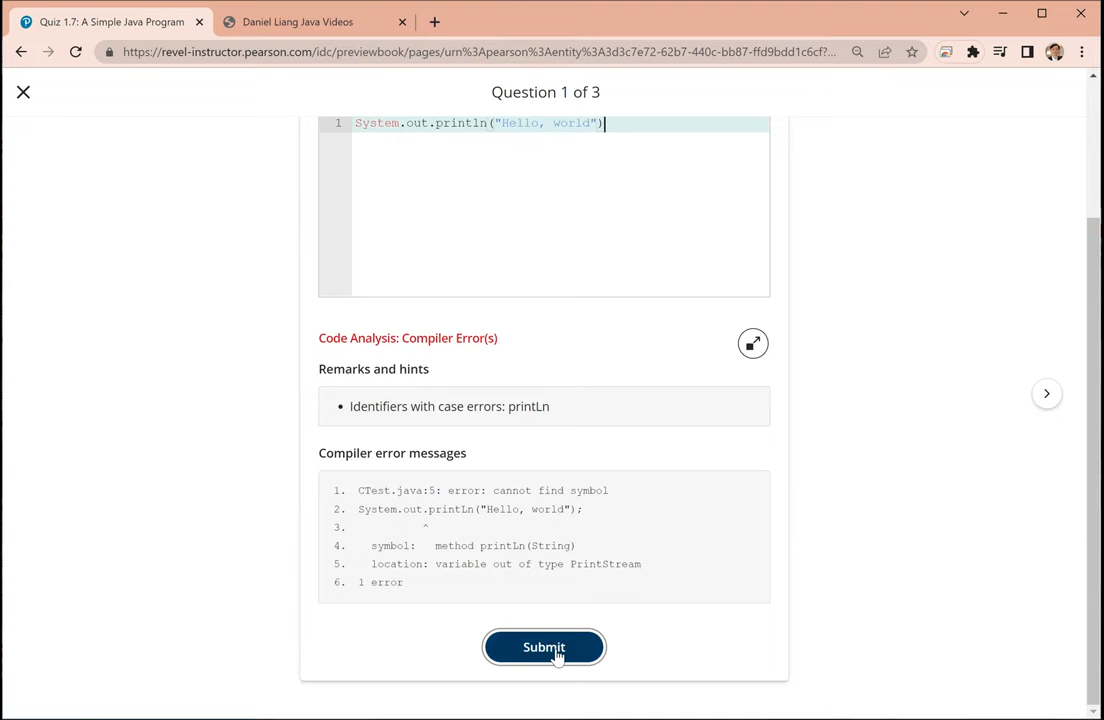 Quiz 1.7: A Simple Java Program
Daniel Liang Java Videos
https://revel-instructor.pearson.com/idc/previewbook/pages/urn%3Apearson%3Aentity%3A3d3c7e72-62b7-440c-bb87-ffd9bdd1c6cf?...
Question 1 of 3
1 System.out.println("Hello, world")
Code Analysis: Compiler Error(s)
Remarks and hints
• Identifiers with case errors: printLn
Compiler error messages
1. CTest.java:5: error: cannot find symbol
2. System.out.printLn("Hello, world");
3. ^
4. symbol: method printLn(String)
5. location: variable out of type PrintStream
6. 1 error
Submit